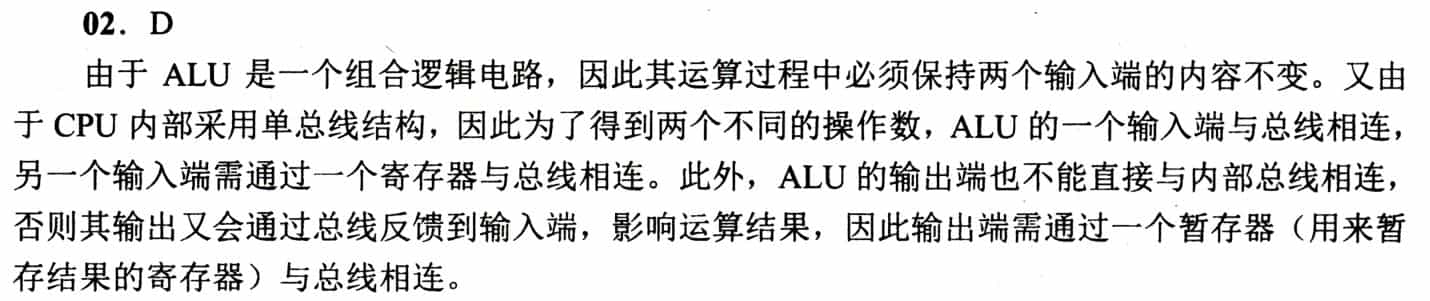 02．D
由于 ALU 是一个组合逻辑电路，因此其运算过程中必须保持两个输入端的内容不变。又由
于 CPU 内部采用单总线结构，因此为了得到两个不同的操作数，ALU 的一个输入端与总线相连，
另一个输入端需通过一个寄存器与总线相连。此外，ALU 的输出端也不能直接与内部总线相连，
否则其输出又会通过总线反馈到输入端，影响运算结果，因此输出端需通过一个暂存器（用来暂
存结果的寄存器）与总线相连。